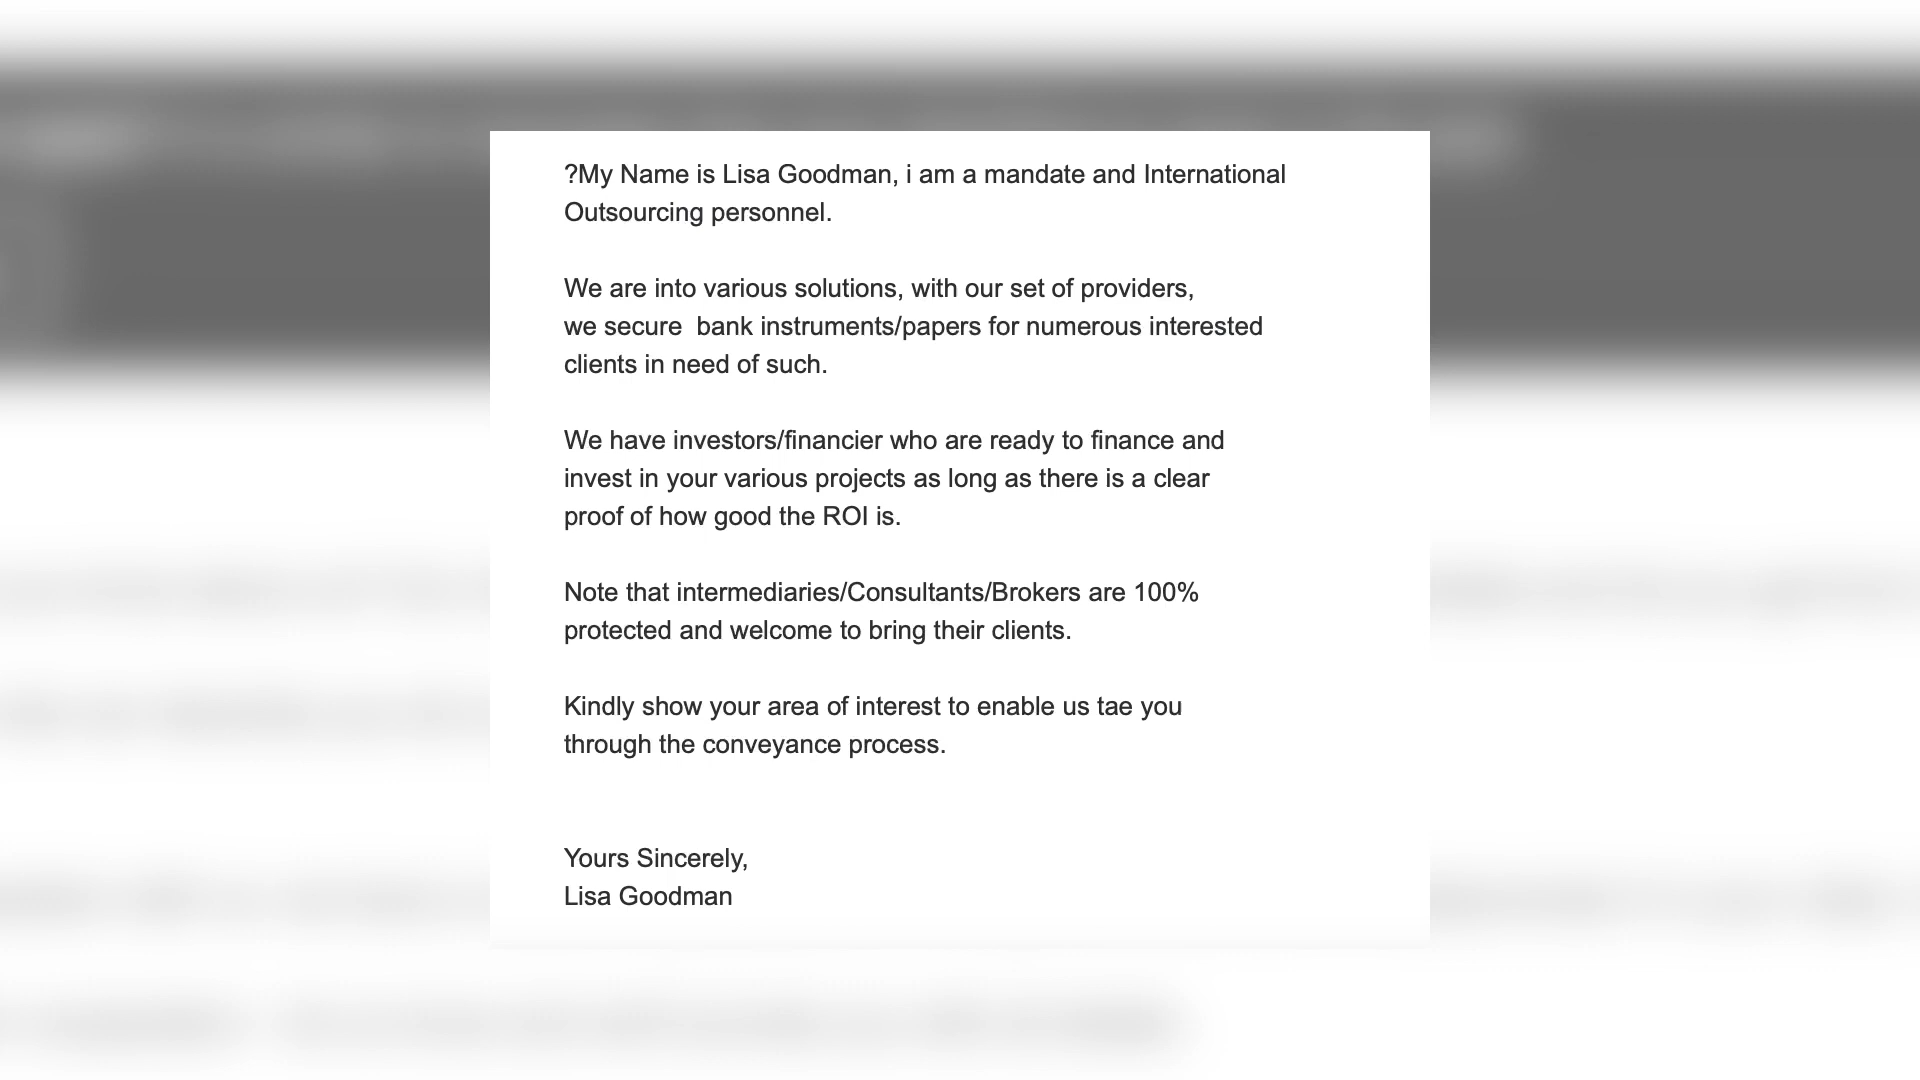 ?My Name is Lisa Goodman, i am a mandate and International
Outsourcing personnel.
We are into various solutions, with our set of providers,
we secure  bank instruments/papers for numerous interested
clients in need of such.
We have investors/financier who are ready to finance and
invest in your various projects as long as there is a clear
proof of how good the ROI is.
Note that intermediaries/Consultants/Brokers are 100%
protected and welcome to bring their clients.
Kindly show your area of interest to enable us tae you
through the conveyance process.
Yours Sincerely,
Lisa Goodman